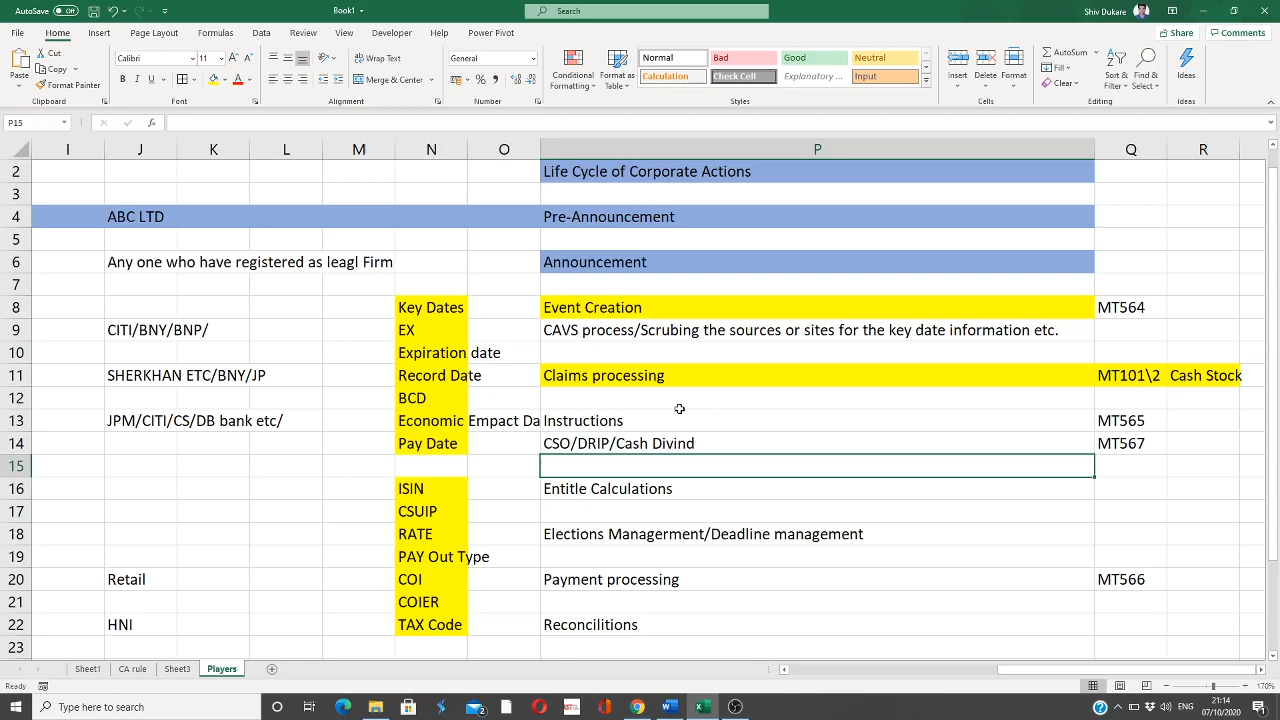 AutoSave Off Book1 Search Shiv Dukare
File Home Insert Page Layout Formulas Data Review View Developer Help Power Pivot Share Comments
Paste Cut Copy Format Painter
Calibri 11
B I U
Wrap Text Merge & Center
General
Conditional Formatting Format as Table
Normal Bad Good Neutral
Calculation Check Cell Explanatory ... Input
Insert Delete Format
AutoSum Fill Clear
Sort & Filter Find & Select Ideas
Clipboard Font Alignment Number Styles Cells Editing Ideas
P15 fx
I J K L M N O P Q R
2 Life Cycle of Corporate Actions
3
4 ABC LTD Pre-Announcement
5
6 Any one who have registered as leagl Firm Announcement
7
8 Key Dates Event Creation MT564
9 CITI/BNY/BNP/ EX CAVS process/Scrubing the sources or sites for the key date information etc.
10 Expiration date
11 SHERKHAN ETC/BNY/JP Record Date Claims processing MT101\2 Cash Stock
12 BCD
13 JPM/CITI/CS/DB bank etc/ Economic Empact Da Instructions MT565
14 Pay Date CSO/DRIP/Cash Divind MT567
15
16 ISIN Entitle Calculations
17 CSUIP
18 RATE Elections Managerment/Deadline management
19 PAY Out Type
20 Retail COI Payment processing MT566
21 COIER
22 HNI TAX Code Reconcilitions
23
Sheet1 CA rule Sheet3 Players
Ready 170%
Type here to search 21:14
ENG
07/10/2020